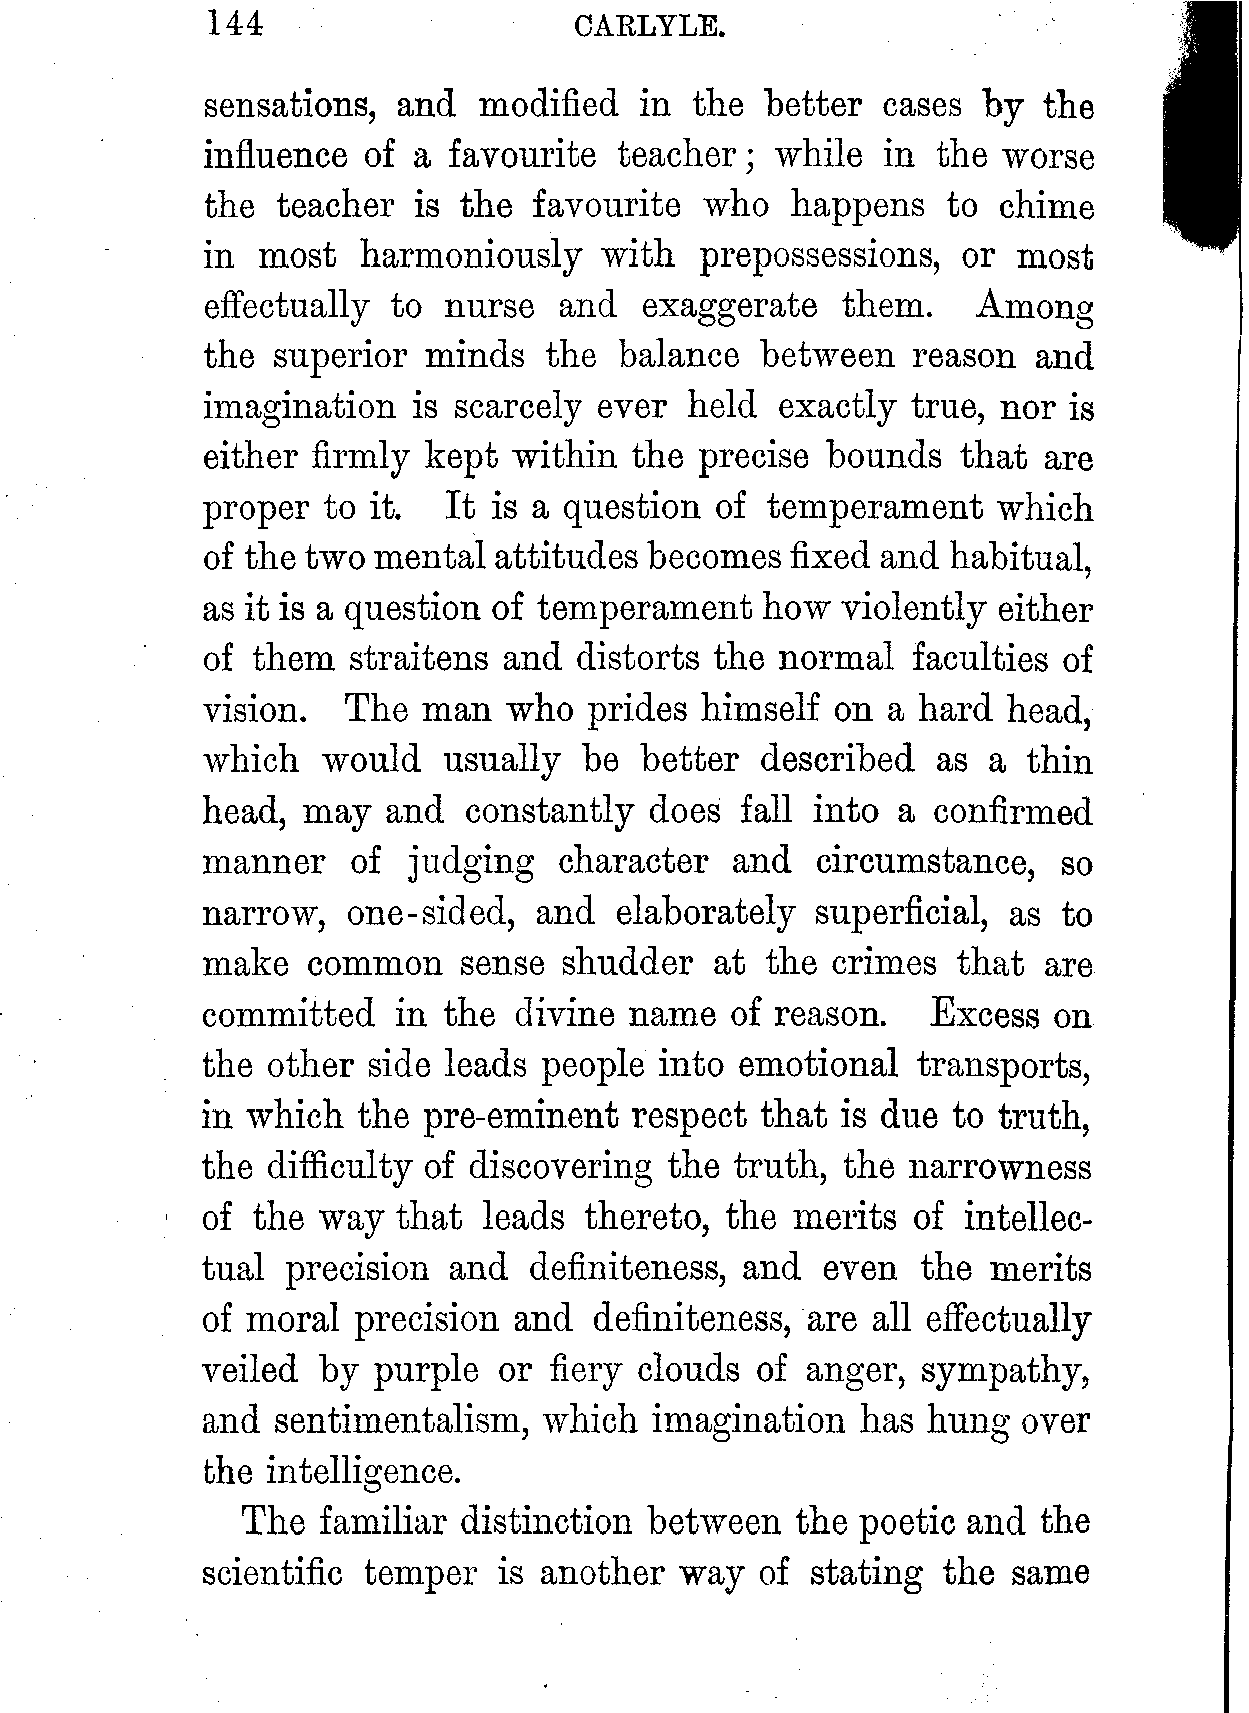 144 CARLYLE.
sensations, and modified in the better cases by the
influence of a favourite teacher; while in the worse
the teacher is the favourite who happens to chime
in most harmoniously with prepossessions, or most
effectually to nurse and exaggerate them. Among
the superior minds the balance between reason and
imagination is scarcely ever held exactly true, nor is
either firmly kept within the precise bounds that are
proper to it. It is a question of temperament which
of the two mental attitudes becomes fixed and habitual,
as it is a question of temperament how violently either
of them straitens and distorts the normal faculties of
vision. The man who prides himself on a hard head,
which would usually be better described as a thin
head, may and constantly does fall into a confirmed
manner of judging character and circumstance, so
narrow, one-sided, and elaborately superficial, as to
make common sense shudder at the crimes that are
committed in the divine name of reason. Excess on
the other side leads people into emotional transports,
in which the pre-eminent respect that is due to truth,
the difficulty of discovering the truth, the narrowness
of the way that leads thereto, the merits of intellec-
tual precision and definiteness, and even the merits
of moral precision and definiteness, are all effectually
veiled by purple or fiery clouds of anger, sympathy,
and sentimentalism, which imagination has hung over
the intelligence.
The familiar distinction between the poetic and the
scientific temper is another way of stating the same